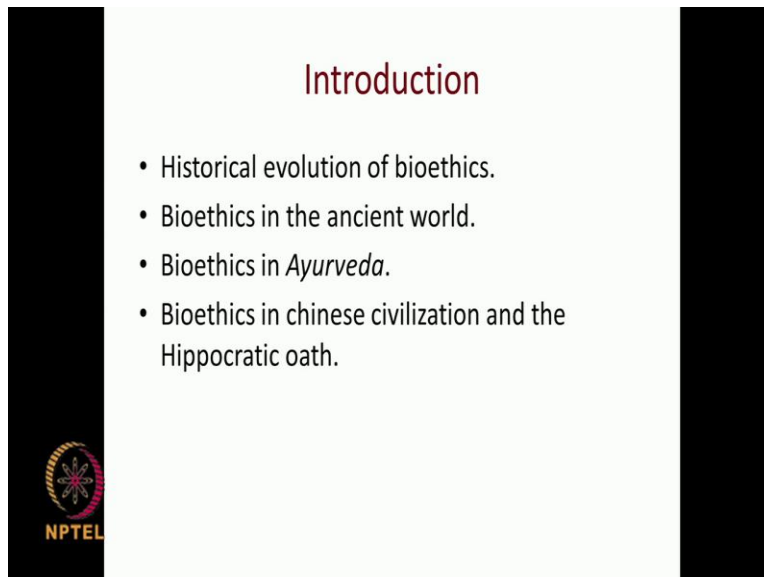 Introduction
• Historical evolution of bioethics.
• Bioethics in the ancient world.
• Bioethics in Ayurveda.
• Bioethics in chinese civilization and the
Hippocratic oath.
NPTEL